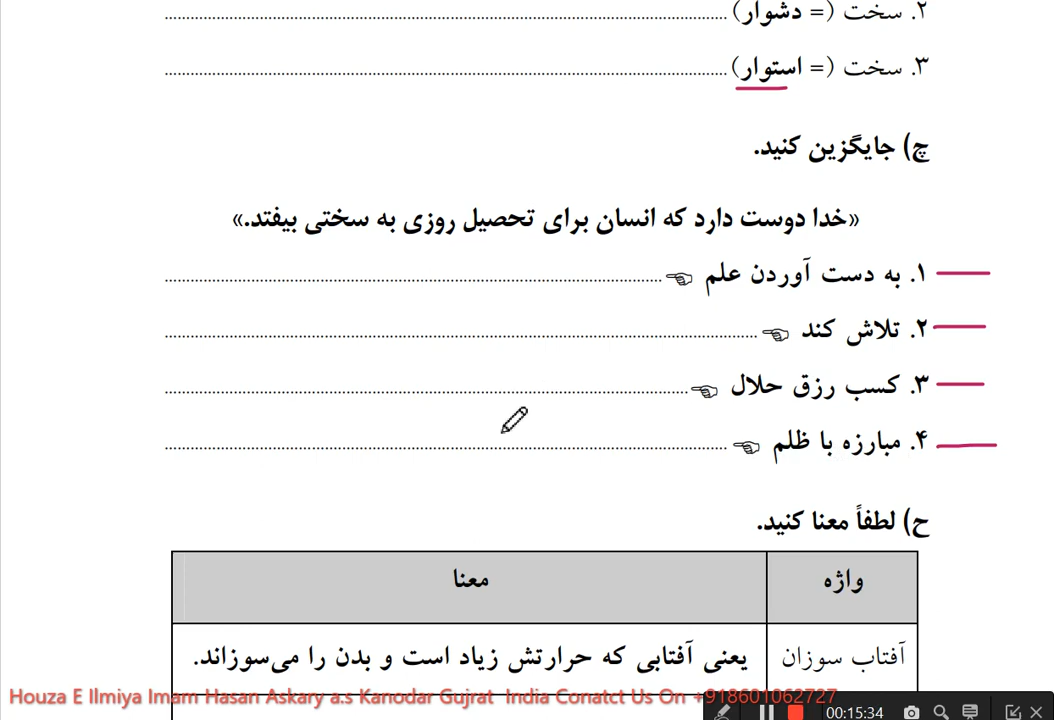 ۲. سخت (= دشوار) ........................................
۳. سخت (= استوار) ........................................
چ) جایگزین کنید.
«خدا دوست دارد که انسان برای تحصیل روزی به سختی بیفتد.»
۱. به دست آوردن علم ☜ ........................................
۲. تلاش کند ☜ ........................................
۳. کسب رزق حلال ☜ ........................................
۴. مبارزه با ظلم ☜ ........................................
ح) لطفاً معنا کنید.
واژه معنا
آفتاب سوزان یعنی آفتابی که حرارتش زیاد است و بدن را می‌سوزاند.
Houza E Ilmiya Imam Hasan Askary a.s Kanodar Gujrat India Conatct Us On +918601062727
00:15:34